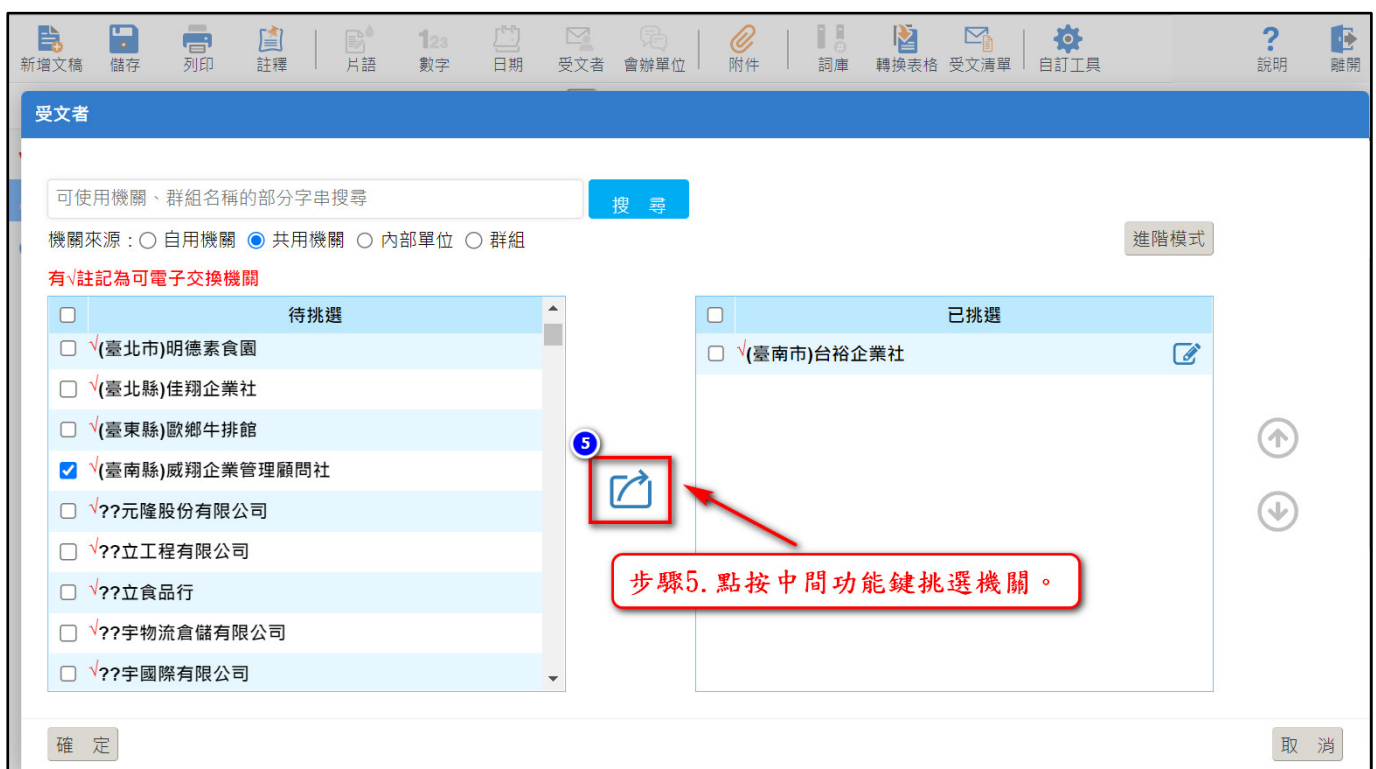 新增文稿 儲存 列印 註釋 片語 123 數字 日期 受文者 會辦單位 附件 詞庫 轉換表格 受文清單 自訂工具 ? 說明 離開
受文者
可使用機關、群組名稱的部分字串搜尋 搜 尋
機關來源：自用機關 共用機關 內部單位 群組 進階模式
有√註記為可電子交換機關
待挑選 已挑選
√(臺北市)明德素食園 √(臺南市)台裕企業社
√(臺北縣)佳翔企業社
√(臺東縣)歐鄉牛排館
5
√(臺南縣)威翔企業管理顧問社
√??元隆股份有限公司
√??立工程有限公司
步驟5.點按中間功能鍵挑選機關。
√??立食品行
√??宇物流倉儲有限公司
√??宇國際有限公司
確 定 取 消